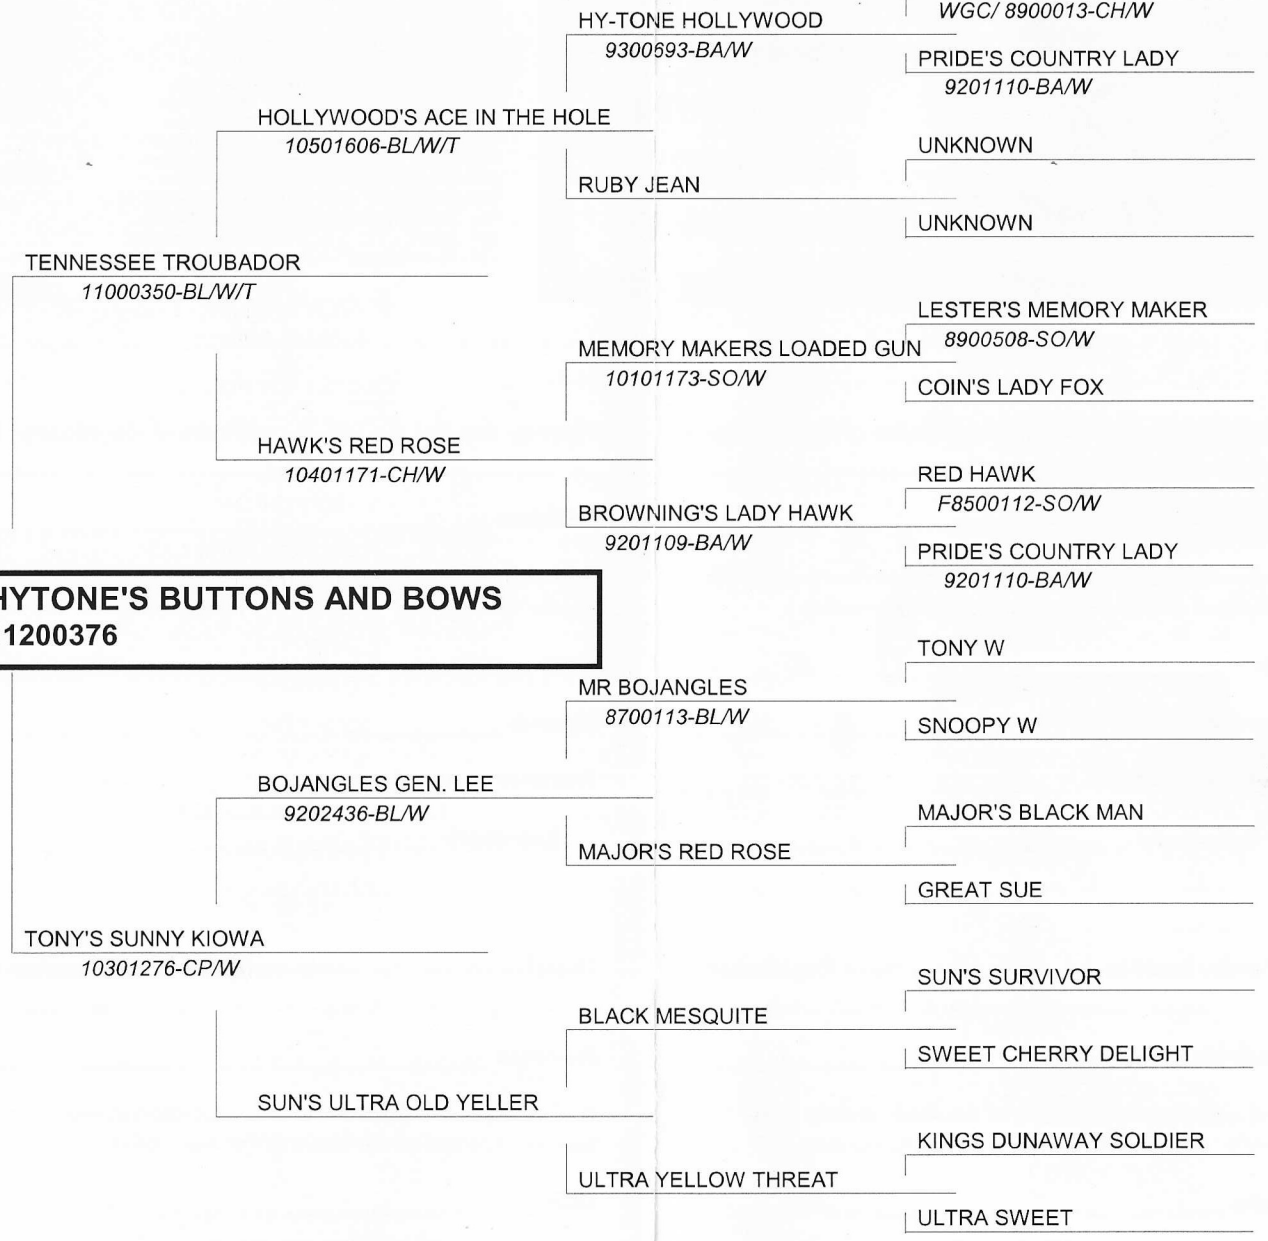 WGC/ 8900013-CH/W
HY-TONE HOLLYWOOD
9300693-BA/W
PRIDE'S COUNTRY LADY
9201110-BA/W
HOLLYWOOD'S ACE IN THE HOLE
10501606-BL/W/T
UNKNOWN
RUBY JEAN
UNKNOWN
TENNESSEE TROUBADOR
11000350-BL/W/T
LESTER'S MEMORY MAKER
8900508-SO/W
MEMORY MAKERS LOADED GUN
10101173-SO/W
COIN'S LADY FOX
HAWK'S RED ROSE
10401171-CH/W
RED HAWK
F8500112-SO/W
BROWNING'S LADY HAWK
9201109-BA/W
PRIDE'S COUNTRY LADY
9201110-BA/W
HYTONE'S BUTTONS AND BOWS
1200376
TONY W
MR BOJANGLES
8700113-BL/W
SNOOPY W
BOJANGLES GEN. LEE
9202436-BL/W
MAJOR'S BLACK MAN
MAJOR'S RED ROSE
GREAT SUE
TONY'S SUNNY KIOWA
10301276-CP/W
SUN'S SURVIVOR
BLACK MESQUITE
SWEET CHERRY DELIGHT
SUN'S ULTRA OLD YELLER
KINGS DUNAWAY SOLDIER
ULTRA YELLOW THREAT
ULTRA SWEET